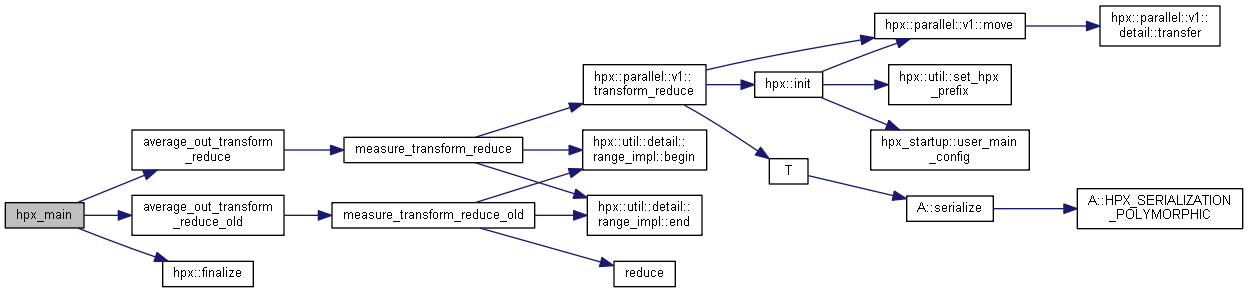 hpx_main
average_out_transform
_reduce
average_out_transform
_reduce_old
hpx::finalize
measure_transform_reduce
measure_transform_reduce_old
hpx::parallel::v1::
transform_reduce
hpx::util::detail::
range_impl::begin
hpx::util::detail::
range_impl::end
reduce
hpx::init
T
hpx::parallel::v1::move
hpx::util::set_hpx
_prefix
hpx_startup::user_main
_config
A::serialize
hpx::parallel::v1::
detail::transfer
A::HPX_SERIALIZATION
_POLYMORPHIC